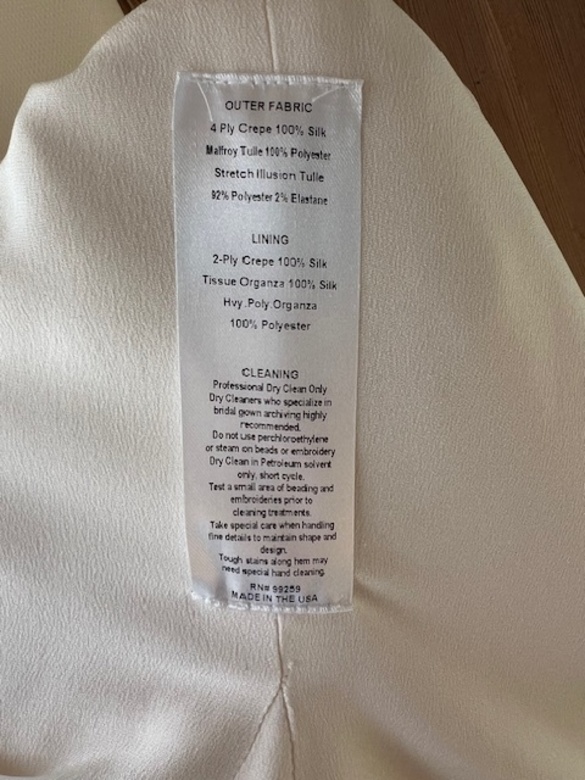 OUTER FABRIC
4 Ply Crepe 100% Silk
Malfroy Tulle 100% Polyester
Stretch Illusion Tulle
92% Polyester 2% Elastane
LINING
2-Ply Crepe 100% Silk
Tissue Organza 100% Silk
Hvy.Poly.Organza
100% Polyester
CLEANING
Professional Dry Clean Only
Dry Cleaners who specialize in
bridal gown archiving highly
recommended.
Do not use perchloroethylene
or steam on beads or embroidery
Dry Clean in Petroleum solvent
only, short cycle.
Test a small area of beading and
embroideries prior to
cleaning treatments.
Take special care when handling
fine details to maintain shape and
design.
Tough stains along hem may
need special hand cleaning.
RN# 99259
MADE IN THE USA